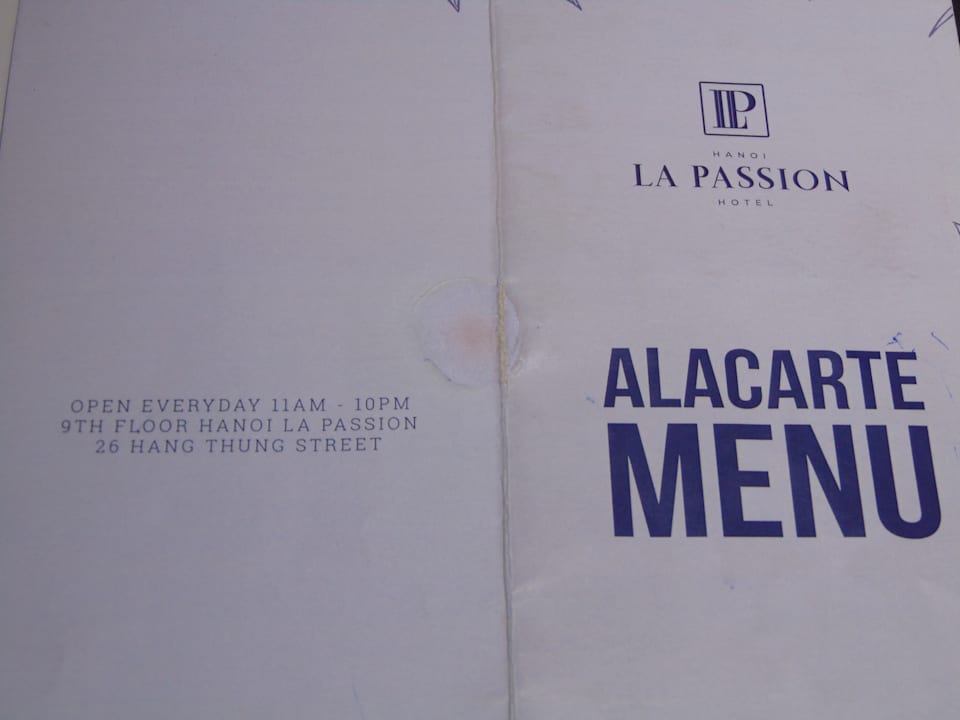 OPEN EVERYDAY 11AM - 10PM
9TH FLOOR HANOI LA PASSION
26 HANG THUNG STREET
LP
HANOI
LA PASSION
HOTEL
ALACARTE
MENU